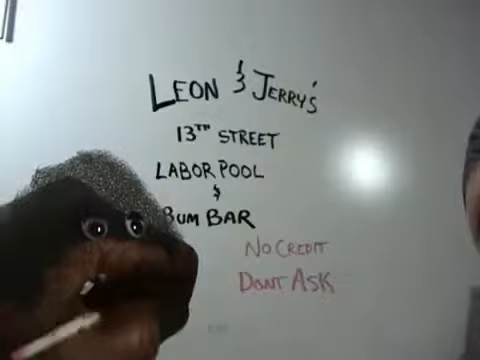 LEON & JERRY'S
13TH STREET
LABOR POOL
&
BUM BAR
NO CREDIT
DONT ASK